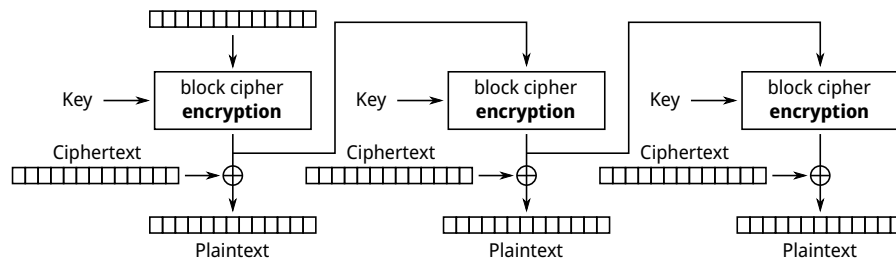 block cipher
encryption
Key
block cipher
encryption
Key
block cipher
encryption
Key
Ciphertext
Ciphertext
Ciphertext
Plaintext
Plaintext
Plaintext